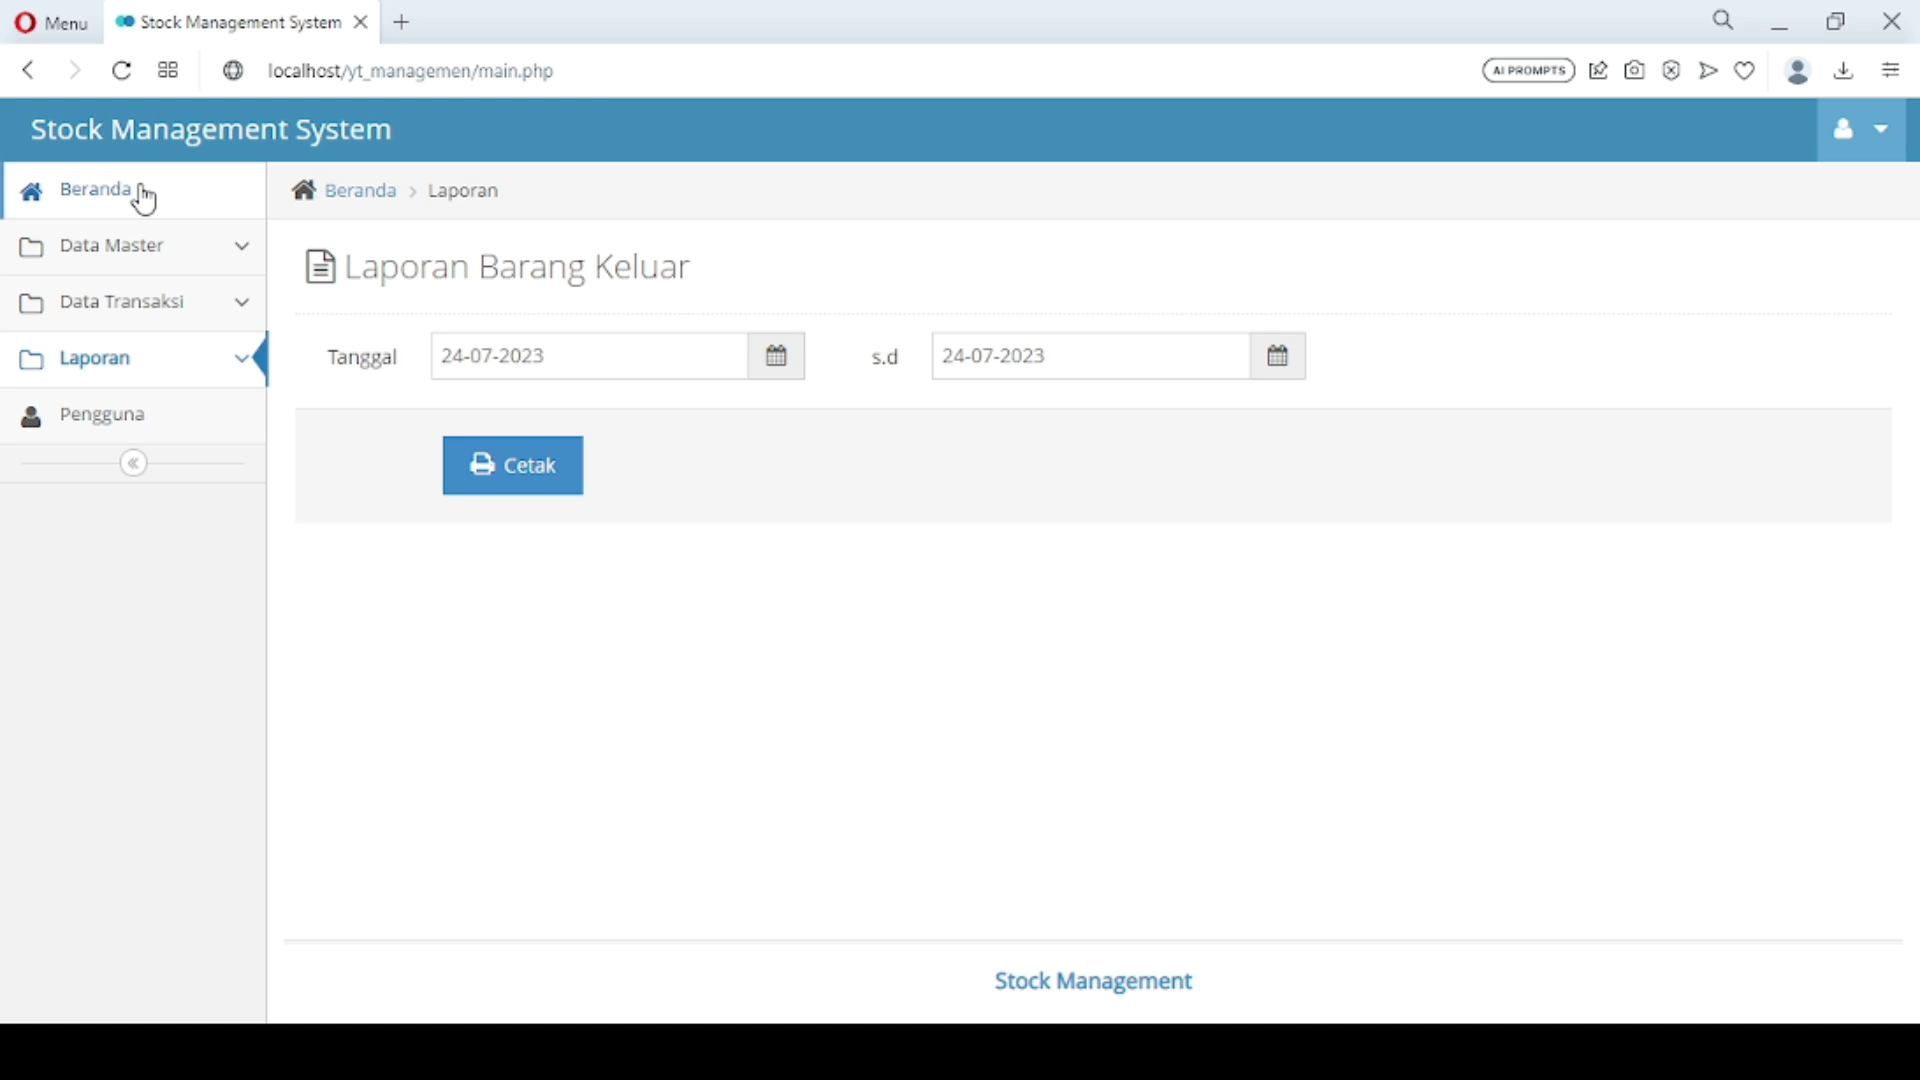 Menu
Stock Management System
localhost/yt_managemen/main.php
AI PROMPTS
Stock Management System
Beranda
Data Master
Data Transaksi
Laporan
Pengguna
Beranda > Laporan
Laporan Barang Keluar
Tanggal 24-07-2023 s.d 24-07-2023
Cetak
Stock Management